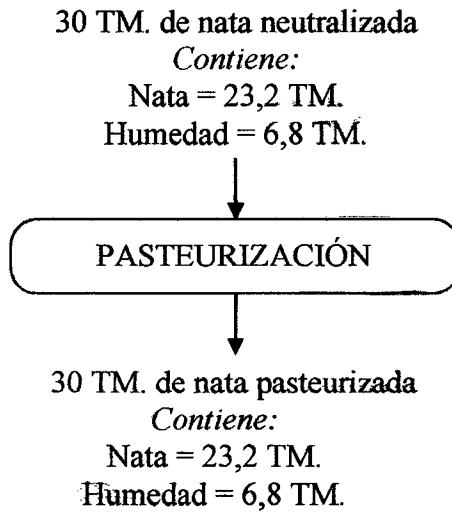 30 TM. de nata neutralizada
Contiene:
Nata = 23,2 TM.
Humedad = 6,8 TM.
PASTEURIZACIÓN
30 TM. de nata pasteurizada
Contiene:
Nata = 23,2 TM.
Humedad = 6,8 TM.